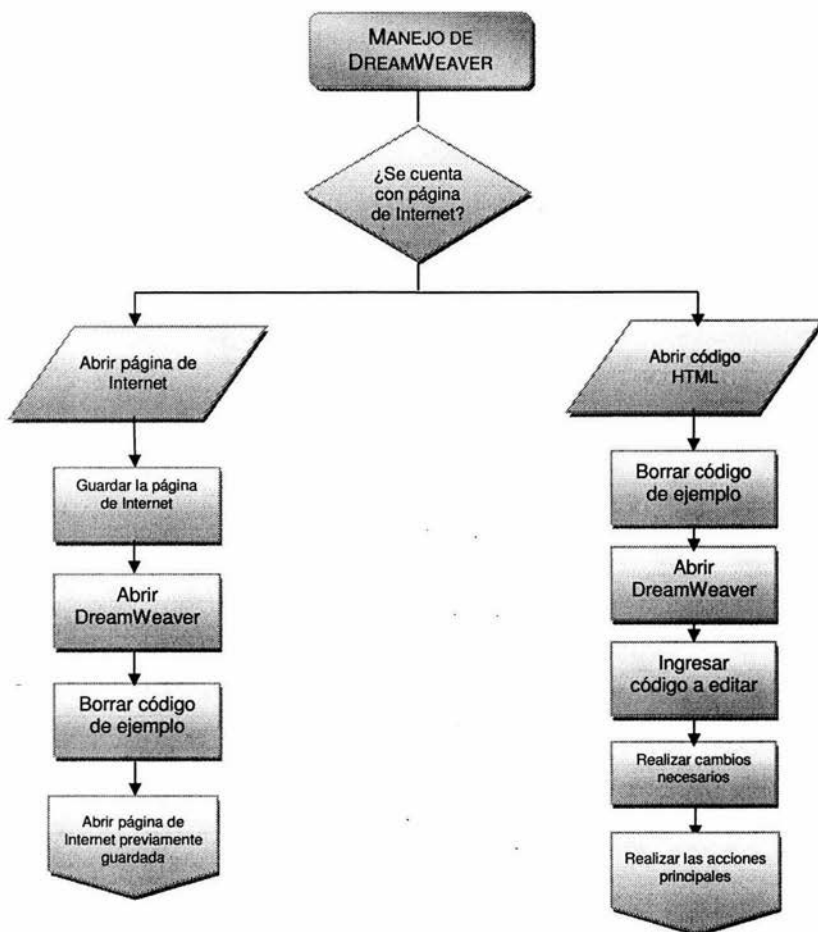 MANEJO DE
DREAMWEAVER
¿Se cuenta
con página
de Internet?
Abrir página de
Internet
Guardar la página
de Internet
Abrir
DreamWeaver
Borrar código
de ejemplo
Abrir página de
Internet previamente
guardada
Abrir código
HTML
Borrar código
de ejemplo
Abrir
DreamWeaver
Ingresar
código a editar
Realizar cambios
necesarios
Realizar las acciones
principales